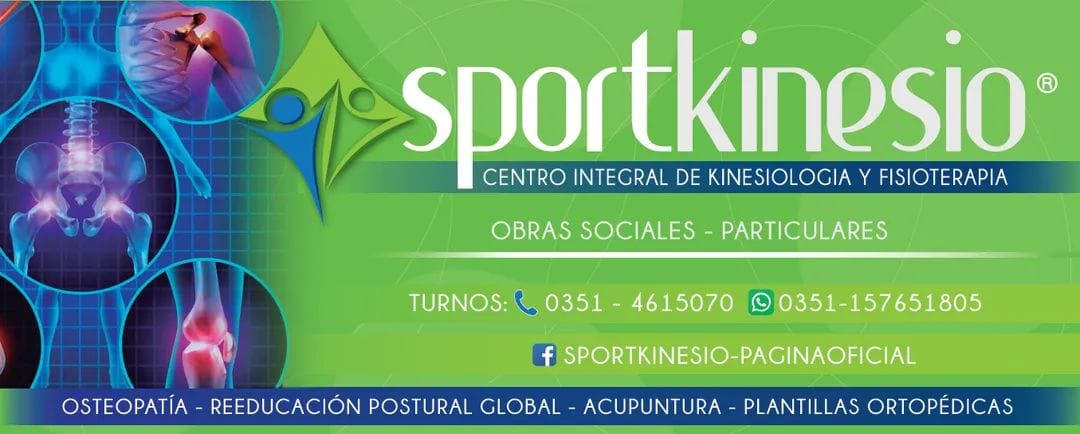 sportkinesio®
CENTRO INTEGRAL DE KINESIOLOGIA Y FISIOTERAPIA
OBRAS SOCIALES - PARTICULARES
TURNOS: 0351 - 4615070 0351-157651805
SPORTKINESIO-PAGINAOFICIAL
OSTEOPATÍA - REEDUCACIÓN POSTURAL GLOBAL - ACUPUNTURA - PLANTILLAS ORTOPÉDICAS